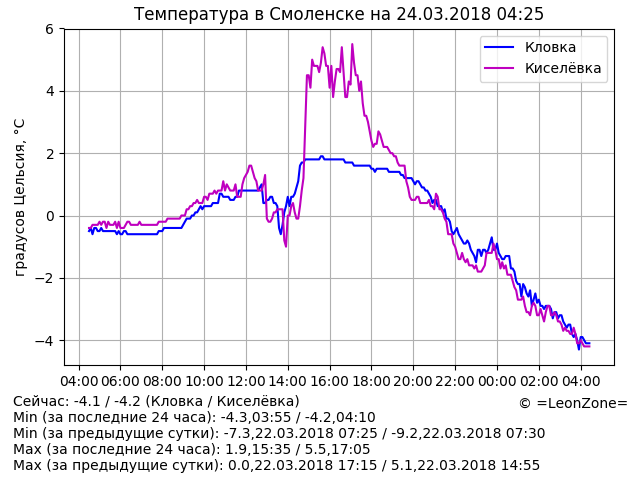 Температура в Смоленске на 24.03.2018 04:25
Кловка
Киселёвка
градусов Цельсия, °C
6
4
2
0
−2
−4
04:00 06:00 08:00 10:00 12:00 14:00 16:00 18:00 20:00 22:00 00:00 02:00 04:00
Сейчас: -4.1 / -4.2 (Кловка / Киселёвка)
© =LeonZone=
Min (за последние 24 часа): -4.3,03:55 / -4.2,04:10
Min (за предыдущие сутки): -7.3,22.03.2018 07:25 / -9.2,22.03.2018 07:30
Max (за последние 24 часа): 1.9,15:35 / 5.5,17:05
Max (за предыдущие сутки): 0.0,22.03.2018 17:15 / 5.1,22.03.2018 14:55